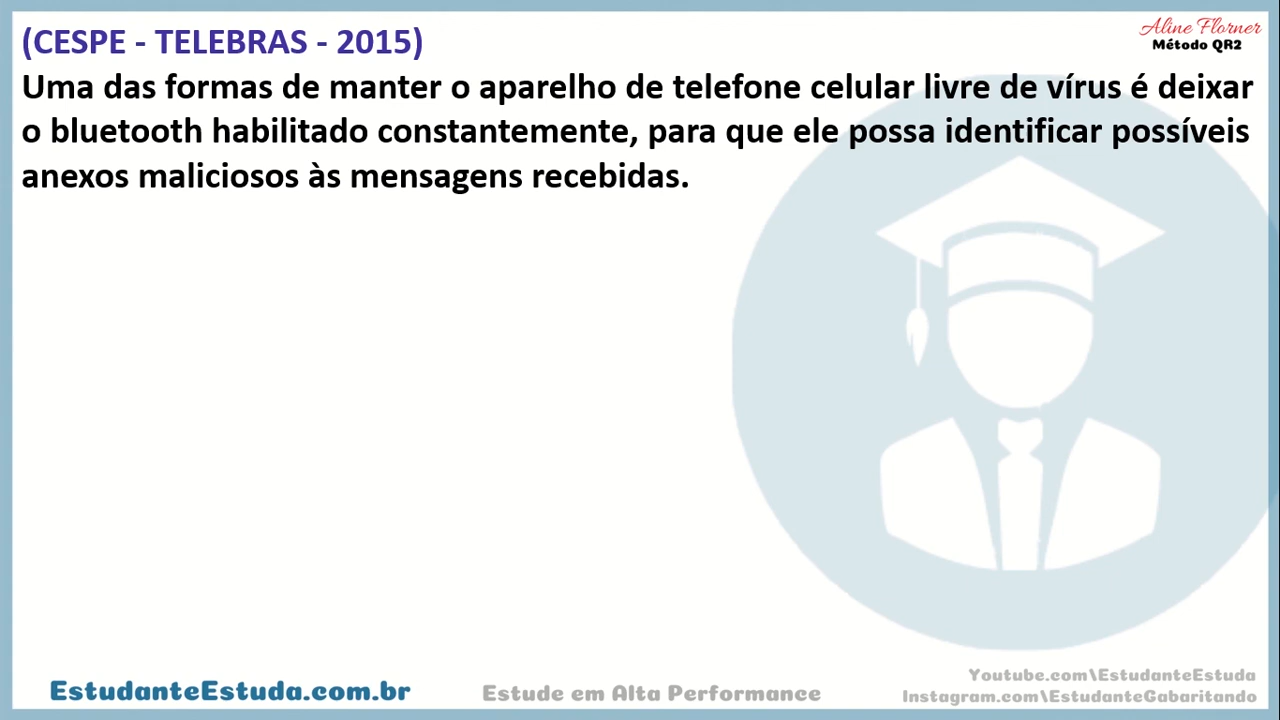 (CESPE - TELEBRAS - 2015)
Aline Florner
Método QR2
Uma das formas de manter o aparelho de telefone celular livre de vírus é deixar
o bluetooth habilitado constantemente, para que ele possa identificar possíveis
anexos maliciosos às mensagens recebidas.
EstudanteEstuda.com.br
Estude em Alta Performance
Youtube.com\EstudanteEstuda
Instagram.com\EstudanteGabaritando